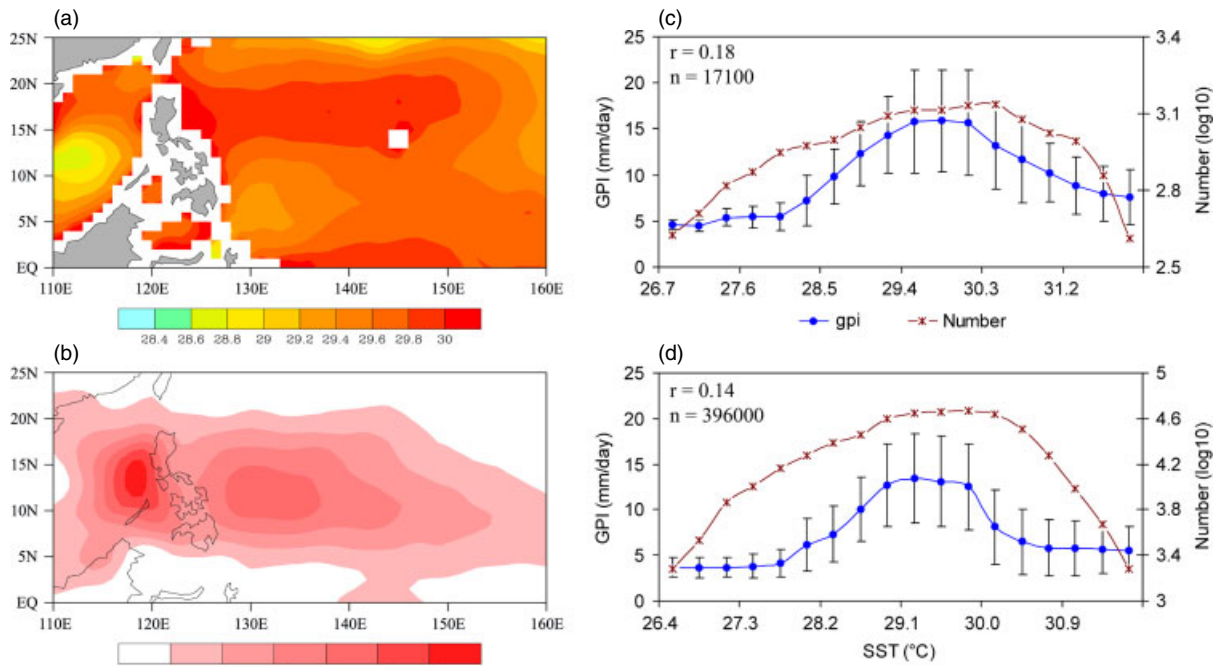 (a)
25N
20N
15N
10N
5N
EQ
110E 120E 130E 140E 150E 160E
28.4 28.6 28.8 29 29.2 29.4 29.6 29.8 30
(b)
25N
20N
15N
10N
5N
EQ
110E 120E 130E 140E 150E 160E
(c)
r = 0.18
n = 17100
GPI (mm/day)
25
20
15
10
5
0
26.7 27.6 28.5 29.4 30.3 31.2
3.4
3.1
2.8
2.5
Number (log10)
gpi Number
(d)
r = 0.14
n = 396000
GPI (mm/day)
25
20
15
10
5
0
26.4 27.3 28.2 29.1 30.0 30.9
5
4.6
4.2
3.8
3.4
3
Number (log10)
SST (°C)